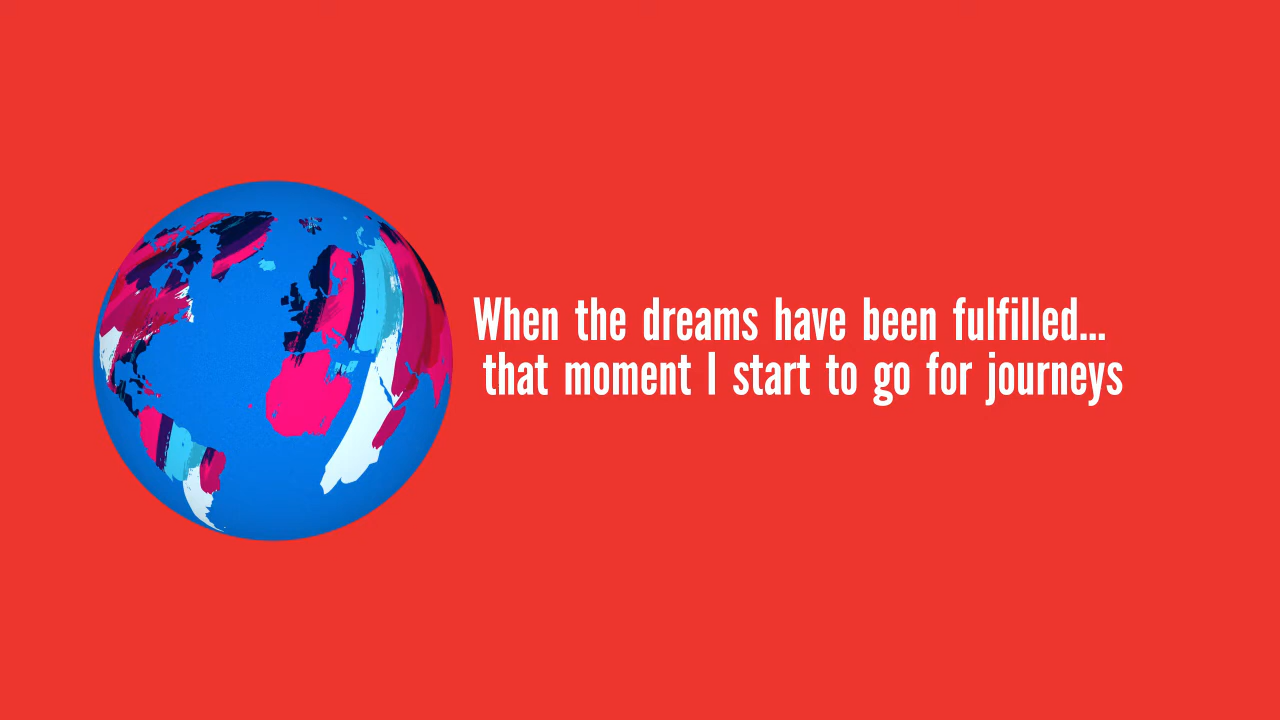 When the dreams have been fulfilled...
that moment I start to go for journeys